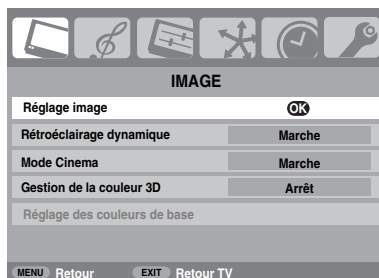 IMAGE
Réglage image OK
Rétroéclairage dynamique Marche
Mode Cinema Marche
Gestion de la couleur 3D Arrêt
Réglage des couleurs de base
MENU Retour EXIT Retour TV